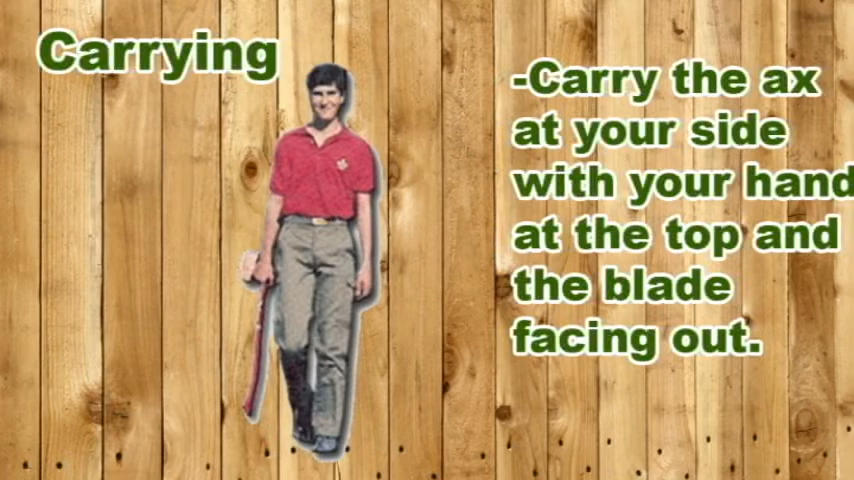 Carrying
-Carry the ax
at your side
with your hand
at the top and
the blade
facing out.